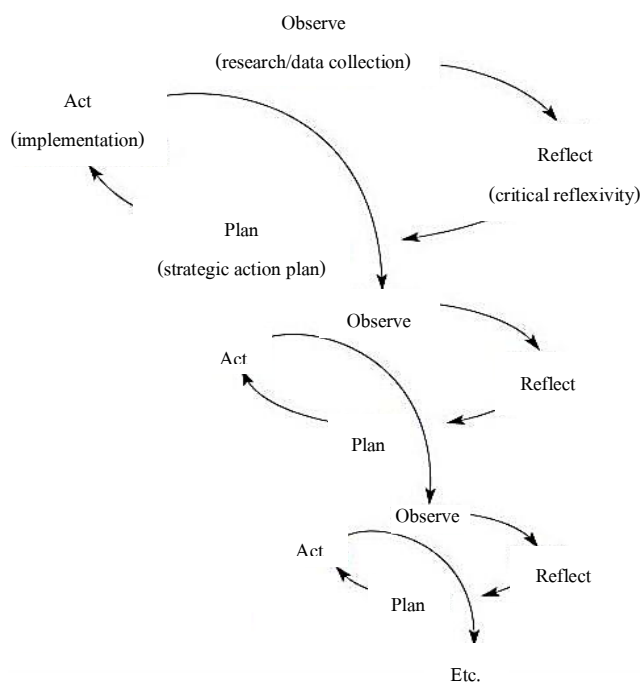 Observe
(research/data collection)
Act
(implementation)
Reflect
(critical reflexivity)
Plan
(strategic action plan)
Observe
Act
Reflect
Plan
Observe
Act
Reflect
Plan
Etc.